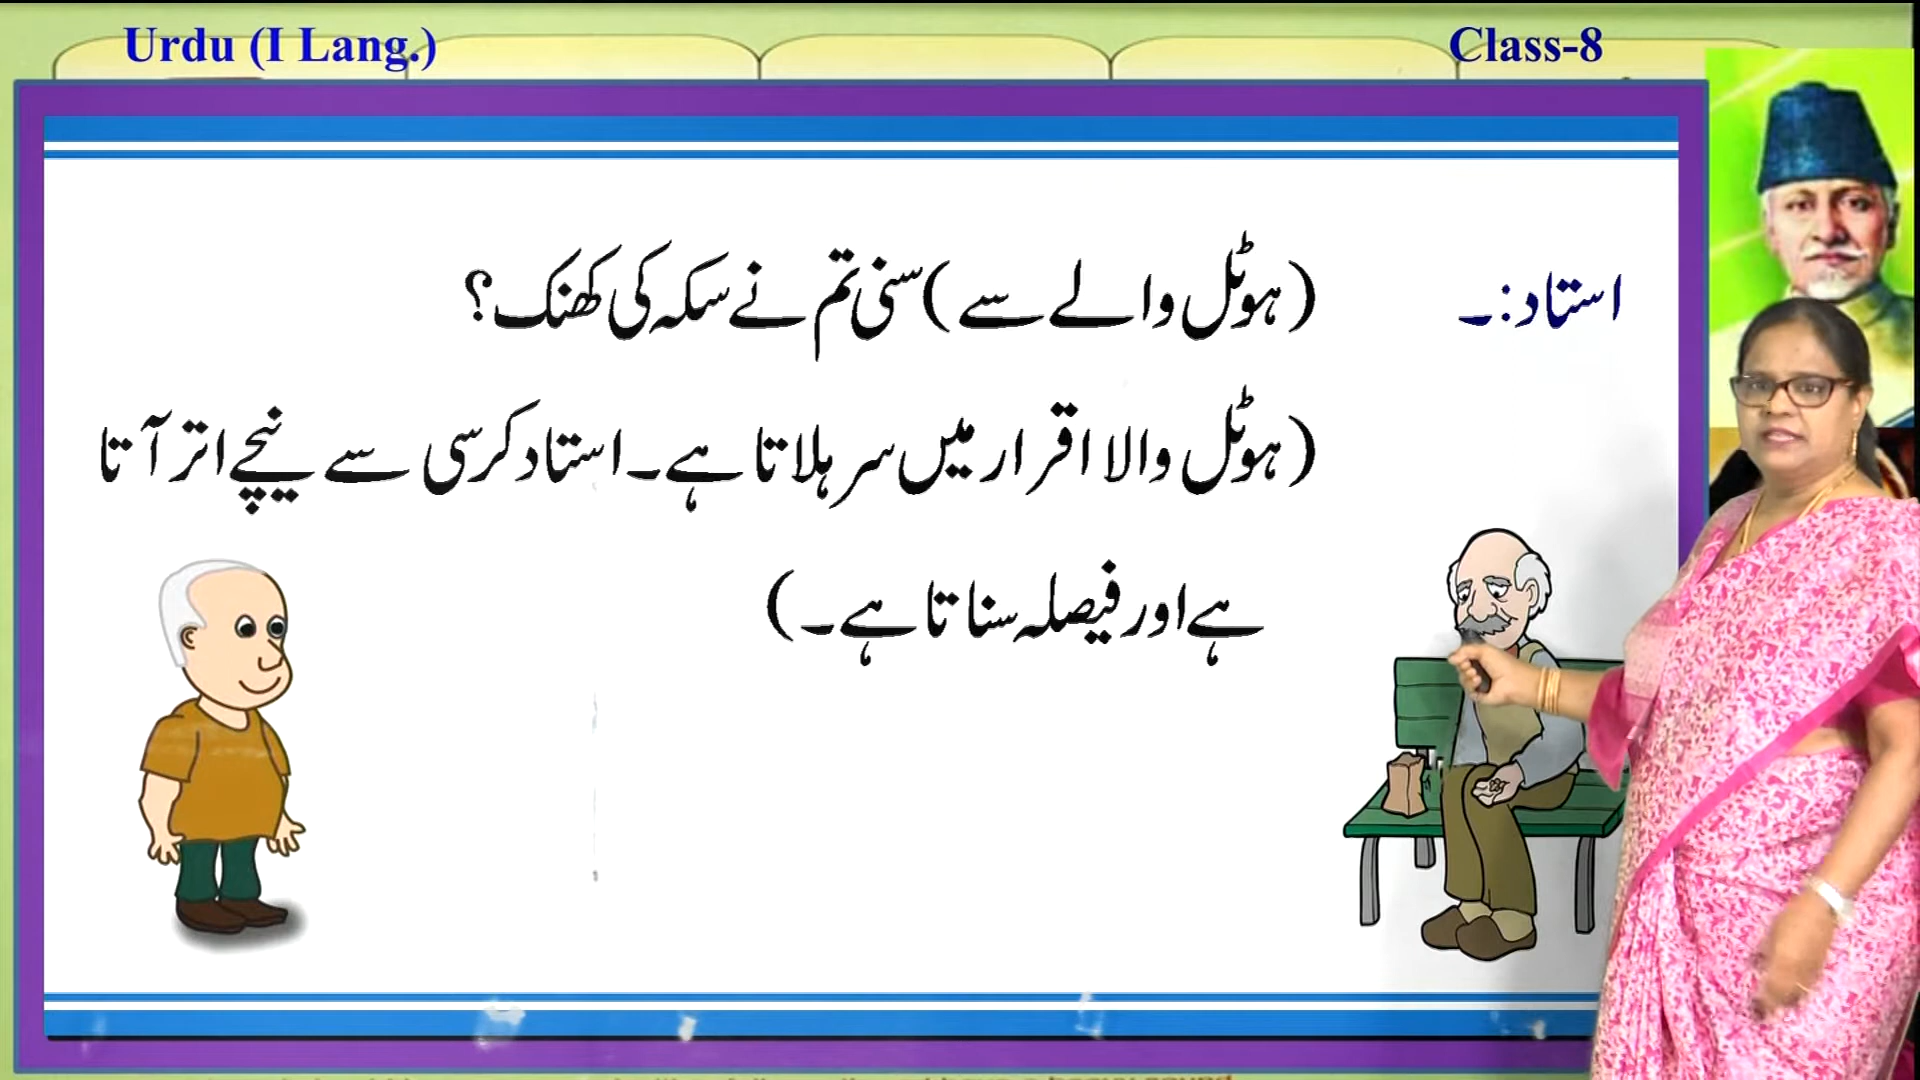 Urdu (I Lang.) Class-8
استاد:۔ (ہوٹل والے سے) سنی تم نے سکہ کی کھنک؟
(ہوٹل والا اقرار میں سر ہلاتا ہے۔ استاد کرسی سے نیچے اتر آتا
ہے اور فیصلہ سناتا ہے۔)